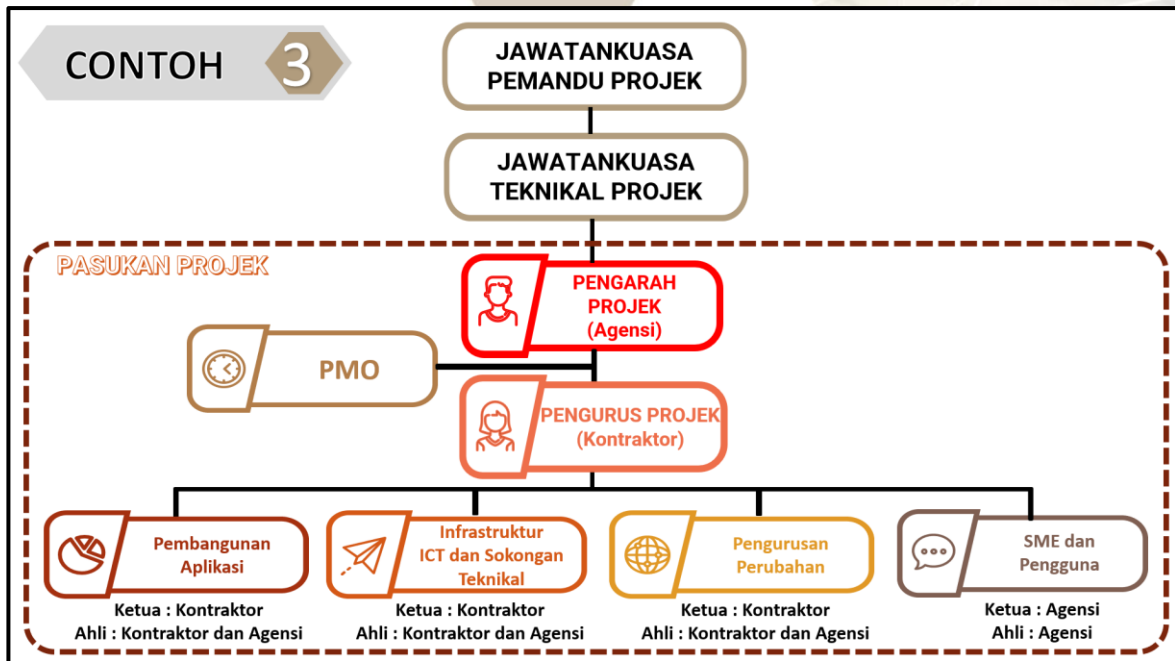 CONTOH 3
JAWATANKUASA
PEMANDU PROJEK
JAWATANKUASA
TEKNIKAL PROJEK
PASUKAN PROJEK
PENGARAH
PROJEK
(Agensi)
PMO
PENGURUS PROJEK
(Kontraktor)
Pembangunan
Aplikasi
Ketua : Kontraktor
Ahli : Kontraktor dan Agensi
Infrastruktur
ICT dan Sokongan
Teknikal
Ketua : Kontraktor
Ahli : Kontraktor dan Agensi
Pengurusan
Perubahan
Ketua : Kontraktor
Ahli : Kontraktor dan Agensi
SME dan
Pengguna
Ketua : Agensi
Ahli : Agensi